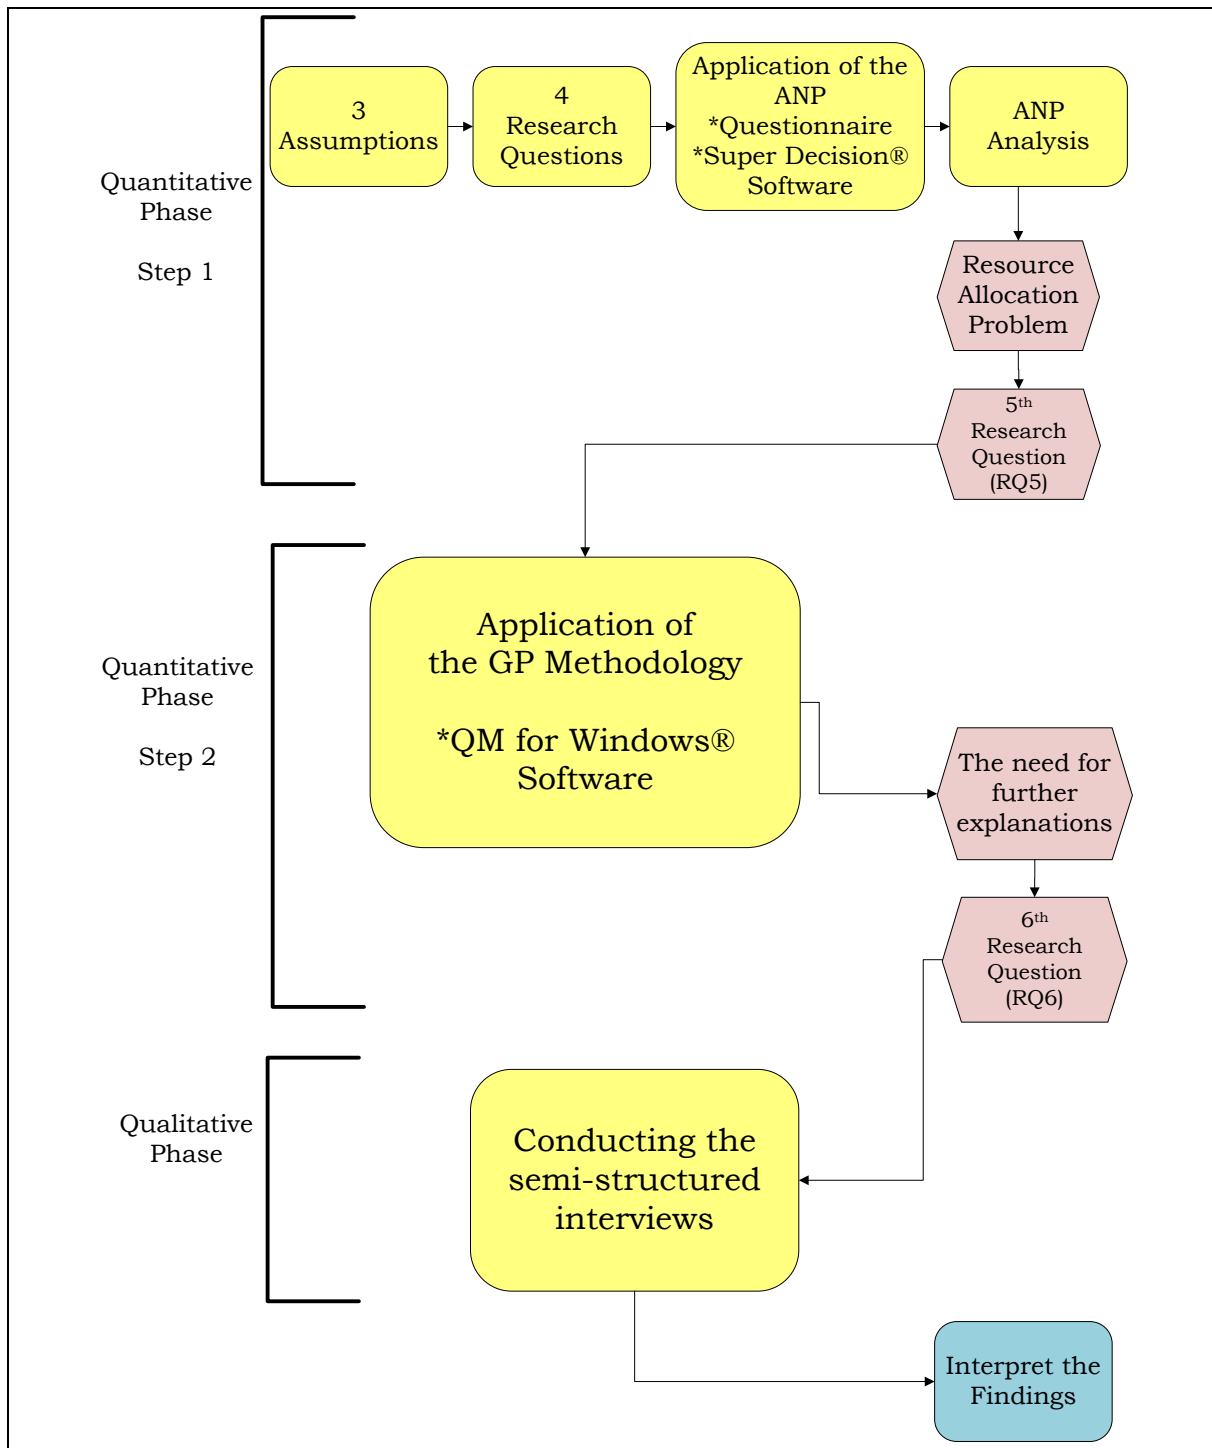 Quantitative
Phase
Step 1
3
Assumptions
4
Research
Questions
Application of the
ANP
*Questionnaire
*Super Decision®
Software
ANP
Analysis
Resource
Allocation
Problem
5th
Research
Question
(RQ5)
Quantitative
Phase
Step 2
Application of
the GP Methodology
*QM for Windows®
Software
The need for
further
explanations
6th
Research
Question
(RQ6)
Qualitative
Phase
Conducting the
semi-structured
interviews
Interpret the
Findings